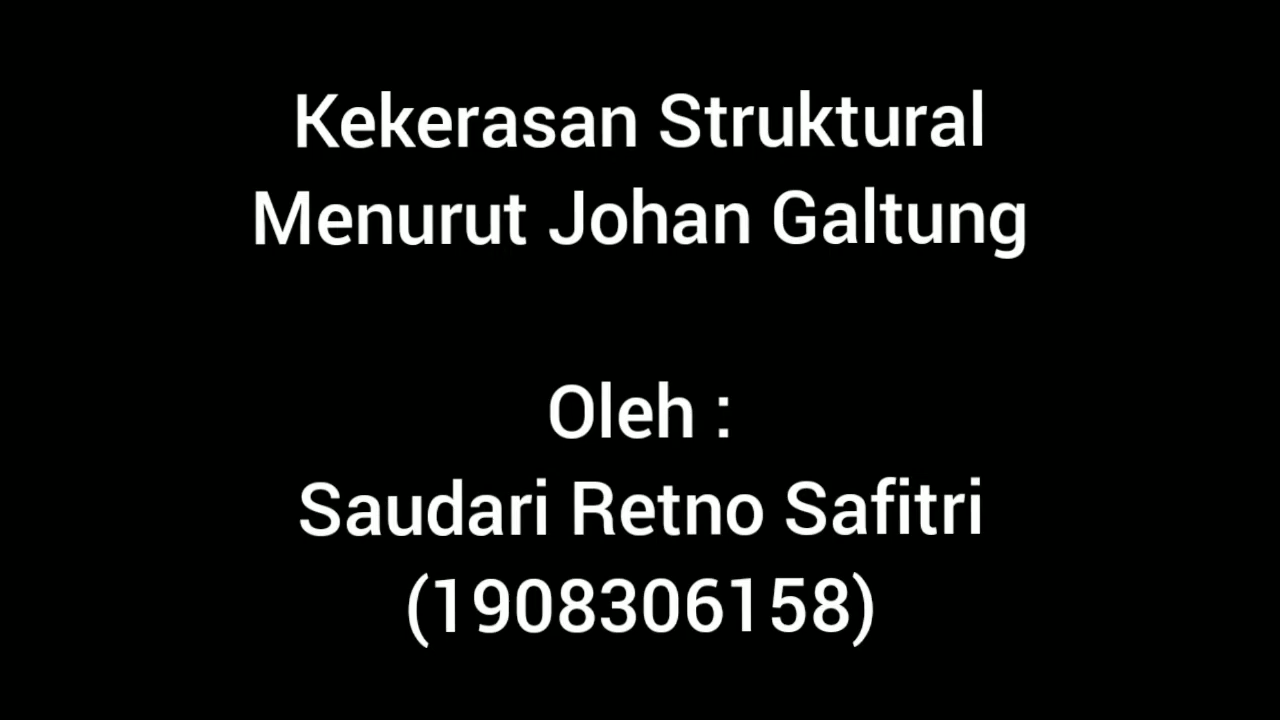 Kekerasan Struktural
Menurut Johan Galtung
Oleh :
Saudari Retno Safitri
(1908306158)